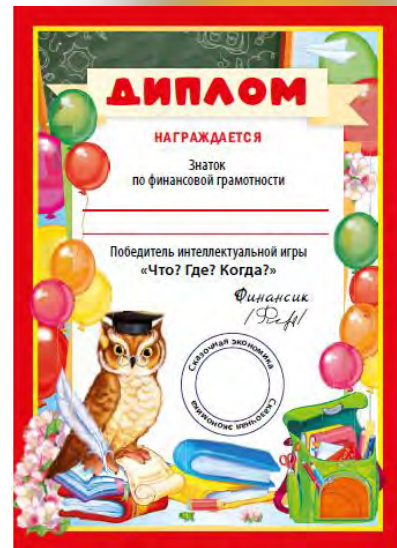 ДИПЛОМ
НАГРАЖДАЕТСЯ
Знаток
по финансовой грамотности
Победитель интеллектуальной игры
«Что? Где? Когда?»
Финансик
Сказочная экономика
Сказочная экономика